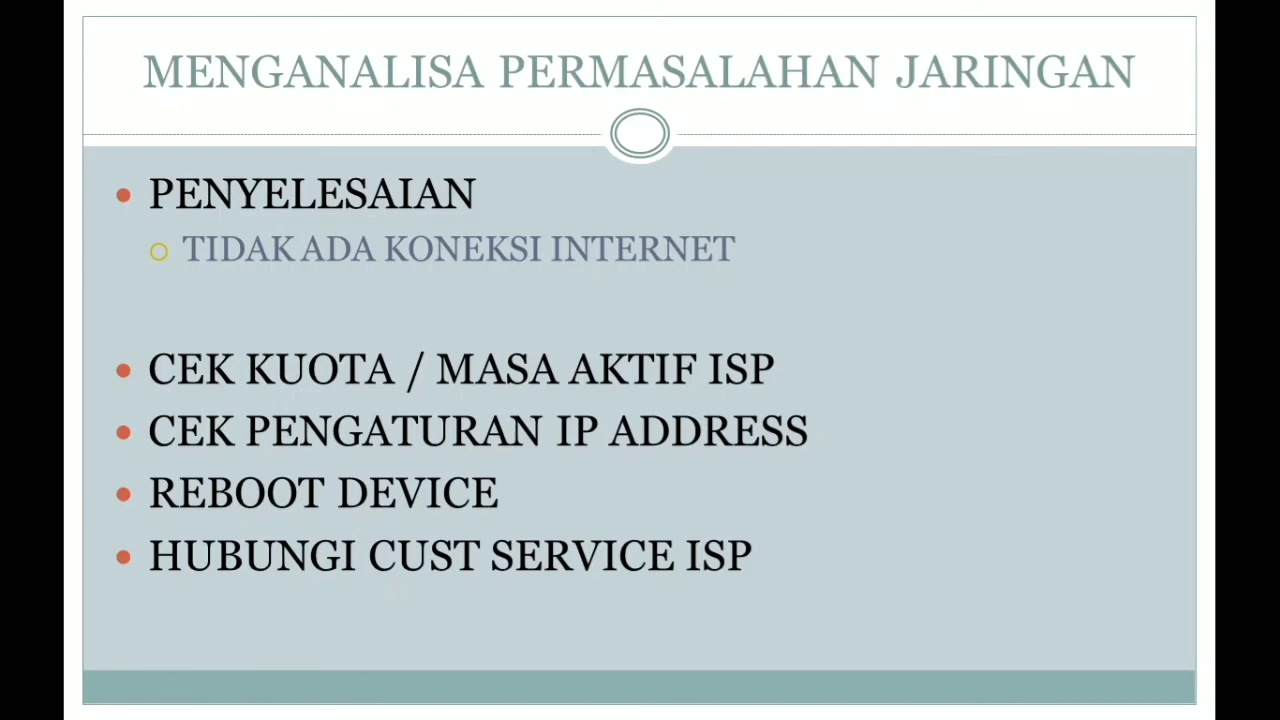 MENGANALISA PERMASALAHAN JARINGAN
PENYELESAIAN
TIDAK ADA KONEKSI INTERNET
CEK KUOTA / MASA AKTIF ISP
CEK PENGATURAN IP ADDRESS
REBOOT DEVICE
HUBUNGI CUST SERVICE ISP